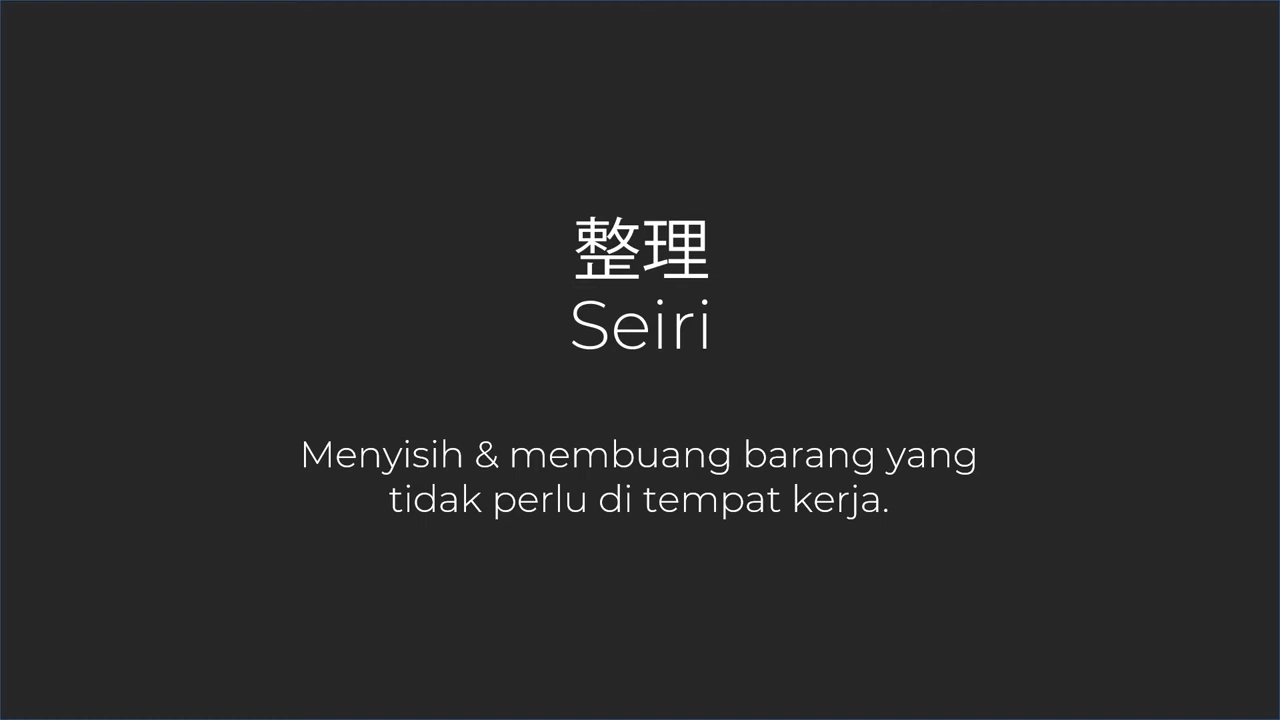 整理
Seiri
Menyisih & membuang barang yang
tidak perlu di tempat kerja.